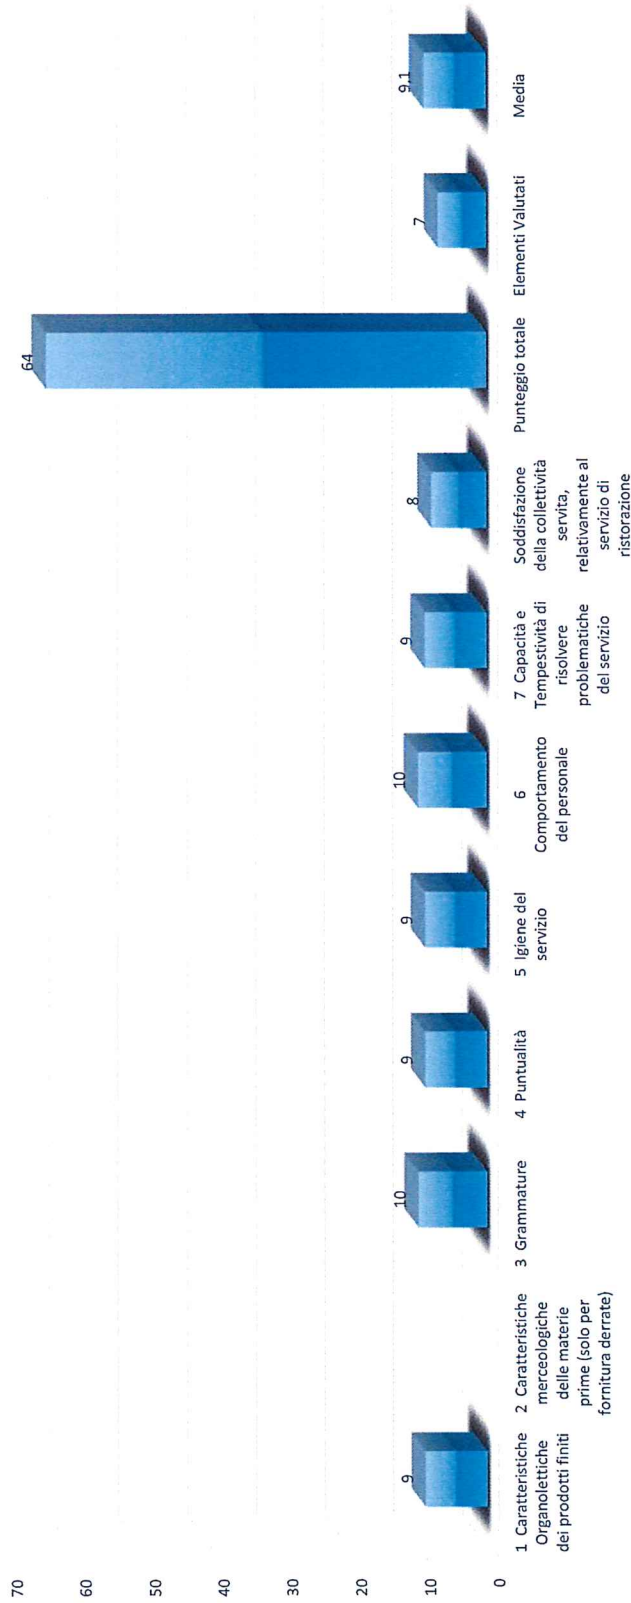 70
60
50
40
30
20
10
0
9
10
9
9
10
9
8
64
7
9,1
1 Caratteristiche
Organolettiche
dei prodotti finiti
2 Caratteristiche
merceologiche
delle materie
prime (solo per
fornitura derrate)
3 Grammature
4 Puntualità
5 Igiene del
servizio
6
Comportamento
del personale
7 Capacità e
Tempestività di
risolvere
problematiche
del servizio
Soddisfazione
della collettività
servita,
relativamente al
servizio di
ristorazione
Punteggio totale
Elementi Valutati
Media